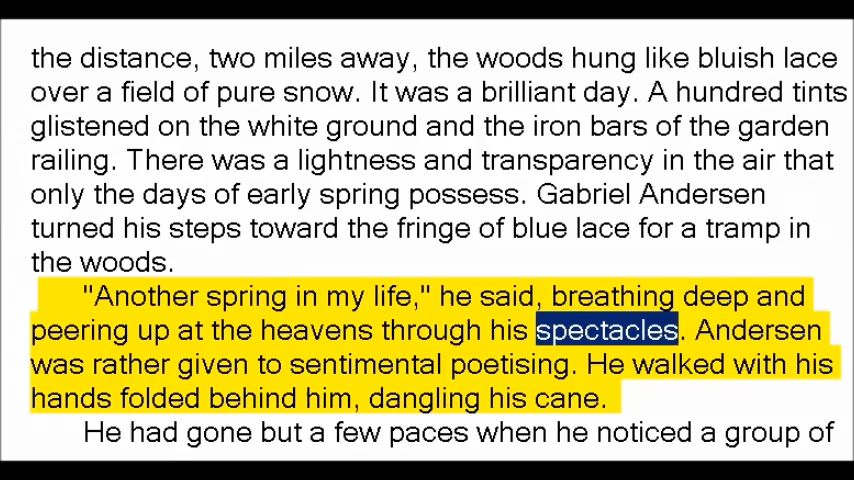 the distance, two miles away, the woods hung like bluish lace
over a field of pure snow. It was a brilliant day. A hundred tints
glistened on the white ground and the iron bars of the garden
railing. There was a lightness and transparency in the air that
only the days of early spring possess. Gabriel Andersen
turned his steps toward the fringe of blue lace for a tramp in
the woods.
"Another spring in my life," he said, breathing deep and
peering up at the heavens through his spectacles. Andersen
was rather given to sentimental poetising. He walked with his
hands folded behind him, dangling his cane.
He had gone but a few paces when he noticed a group of